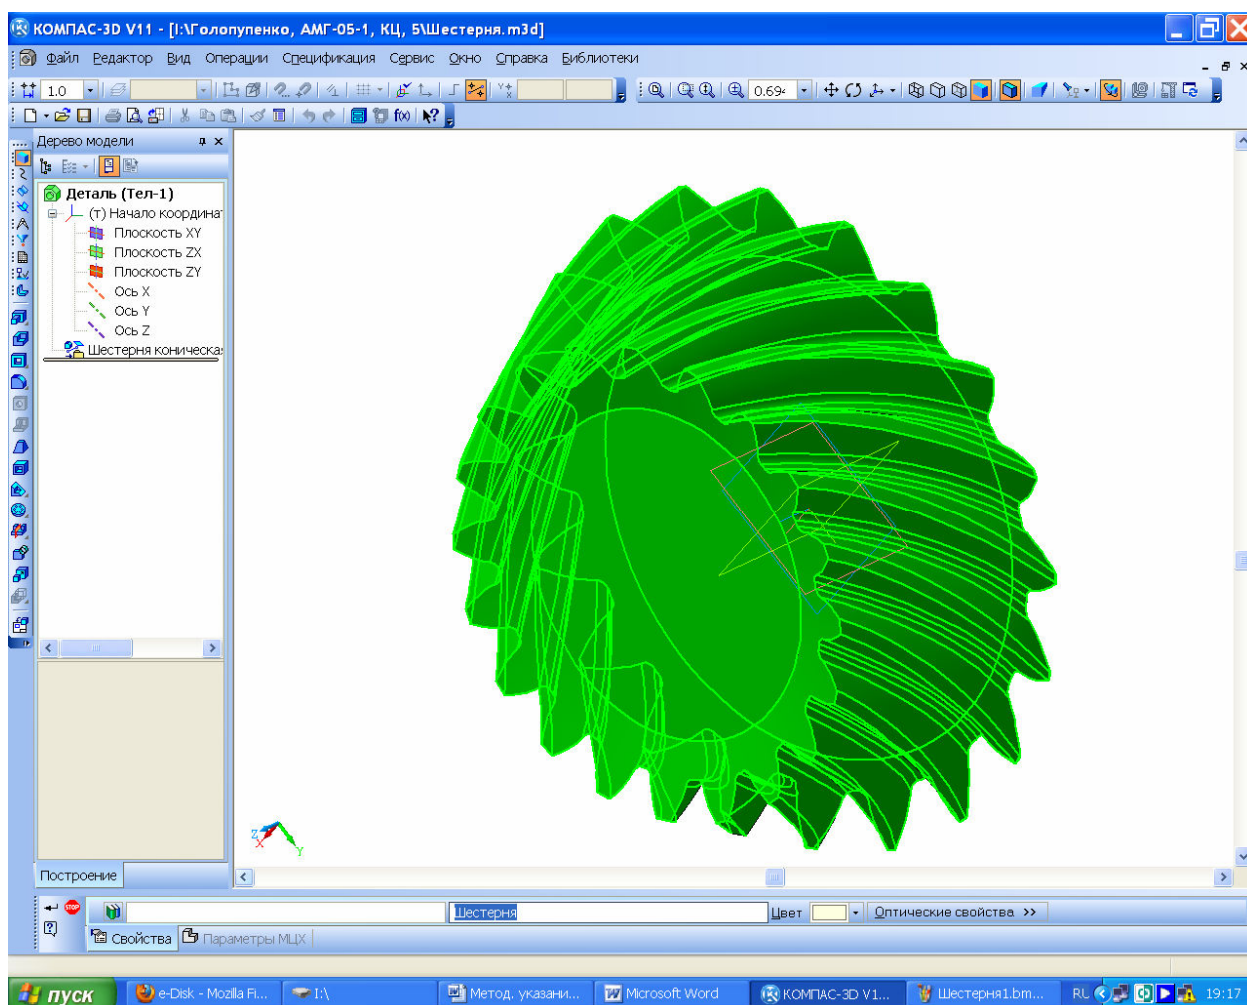 КОМПАС-3D V11 - [I:\Голопупенко, АМГ-05-1, КЦ, 5\Шестерня.m3d]
Файл Редактор Вид Операции Спецификация Сервис Окно Справка Библиотеки
1.0 0.694
f(x)
Дерево модели
Деталь (Тел-1)
(т) Начало координат
Плоскость XY
Плоскость ZX
Плоскость ZY
Ось X
Ось Y
Ось Z
Шестерня коническа
Z X Y
Построение
STOP Шестерня Цвет Оптические свойства >>
Свойства Параметры МЦХ
пуск e-Disk - Mozilla Fi... I:\ Метод. указани... Microsoft Word КОМПАС-3D V1... Шестерня1.bm... RU 19:17